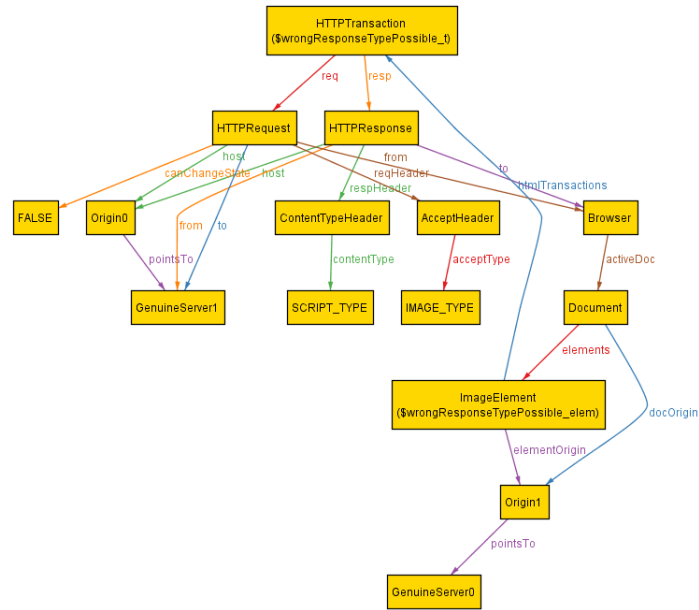 HTTPTransaction
($wrongResponseTypePossible_t)
req
resp
HTTPRequest
HTTPResponse
host
from
to
canChangeState
host
reqHeader
htmlTransactions
respHeader
FALSE
Origin0
from
to
ContentTypeHeader
AcceptHeader
Browser
pointsTo
contentType
acceptType
activeDoc
GenuineServer1
SCRIPT_TYPE
IMAGE_TYPE
Document
elements
ImageElement
($wrongResponseTypePossible_elem)
docOrigin
elementOrigin
Origin1
pointsTo
GenuineServer0